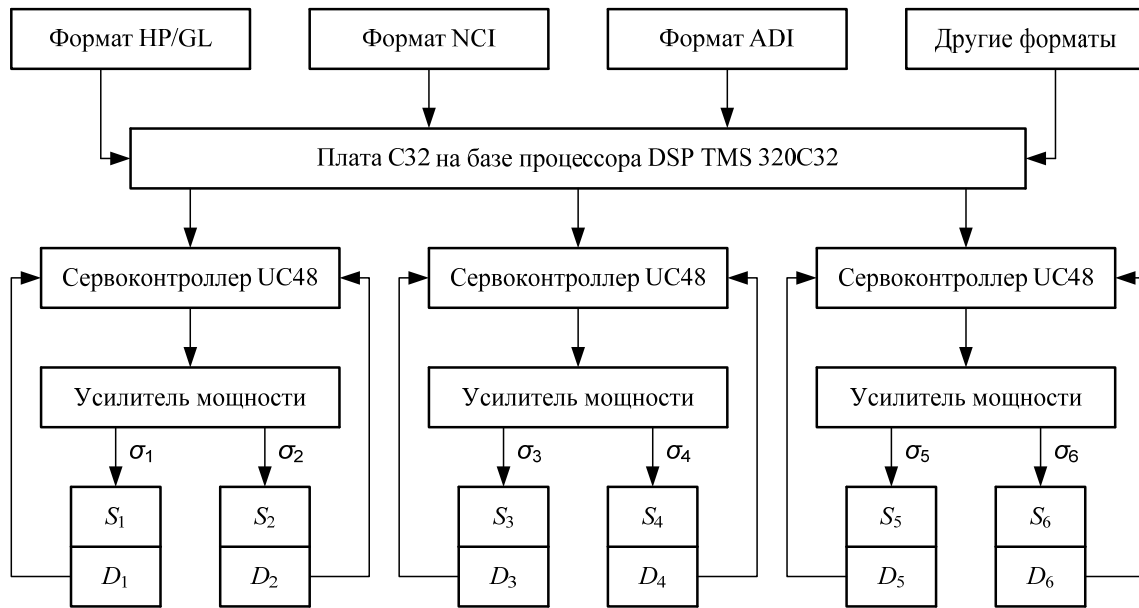 Формат HP/GL
Формат NCI
Формат ADI
Другие форматы
Плата C32 на базе процессора DSP TMS 320C32
Сервоконтроллер UC48
Сервоконтроллер UC48
Сервоконтроллер UC48
Усилитель мощности
Усилитель мощности
Усилитель мощности
σ1
σ2
σ3
σ4
σ5
σ6
S1
S2
S3
S4
S5
S6
D1
D2
D3
D4
D5
D6